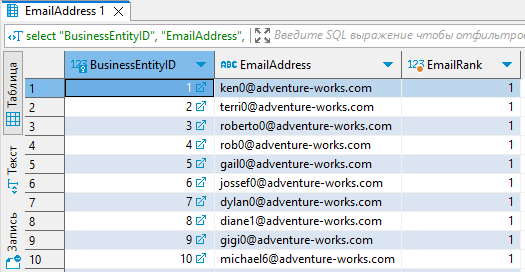 EmailAddress 1
select "BusinessEntityID", "EmailAddress",
Введите SQL выражение чтобы отфильтро
Таблица
Текст
Запись
123 BusinessEntityID ABC EmailAddress 123 EmailRank
1 1 ken0@adventure-works.com 1
2 2 terri0@adventure-works.com 1
3 3 roberto0@adventure-works.com 1
4 4 rob0@adventure-works.com 1
5 5 gail0@adventure-works.com 1
6 6 jossef0@adventure-works.com 1
7 7 dylan0@adventure-works.com 1
8 8 diane1@adventure-works.com 1
9 9 gigi0@adventure-works.com 1
10 10 michael6@adventure-works.com 1